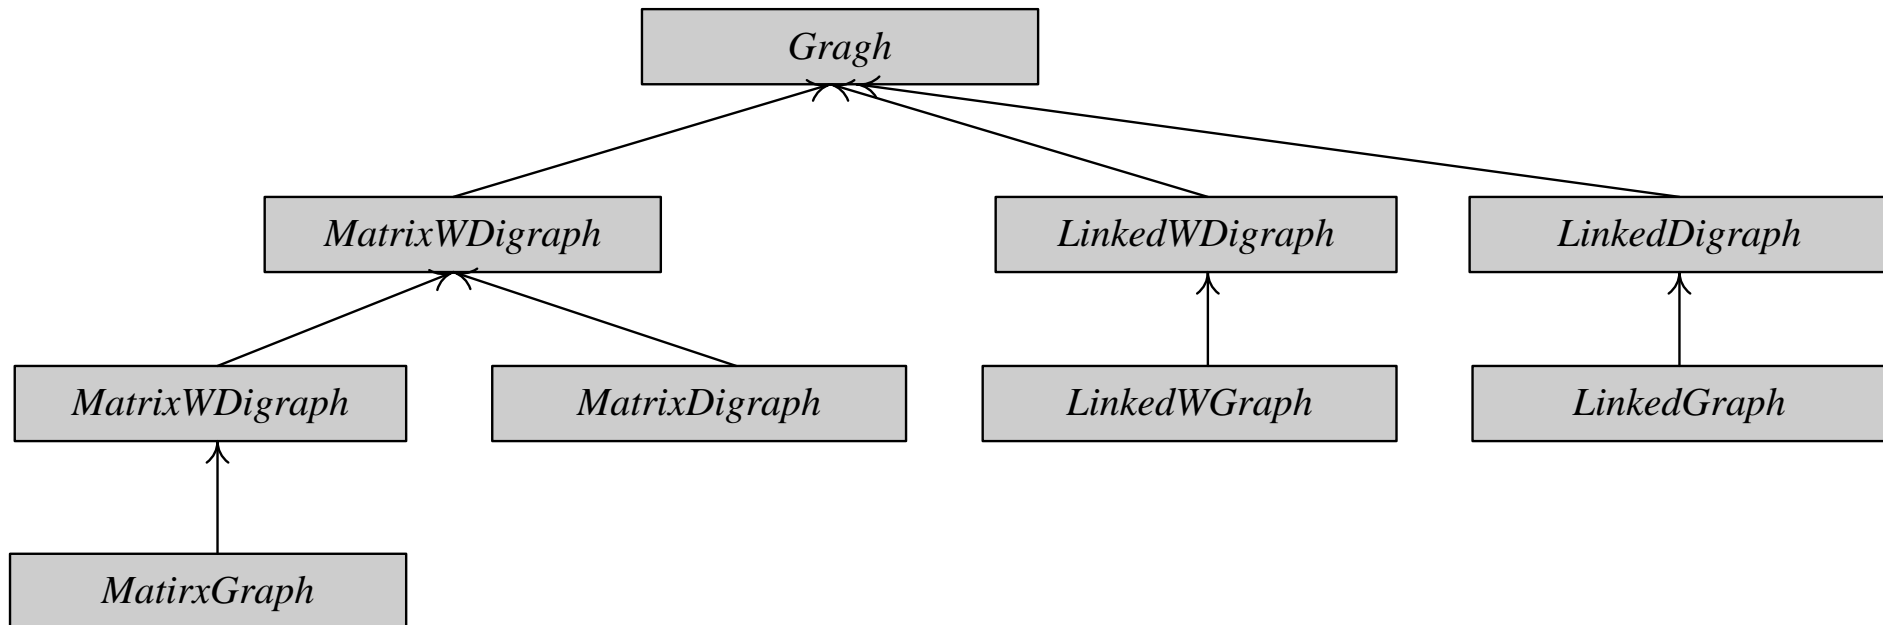 Gragh
MatrixWDigraph
LinkedWDigraph
LinkedDigraph
MatrixWDigraph
MatrixDigraph
LinkedWGraph
LinkedGraph
MatirxGraph